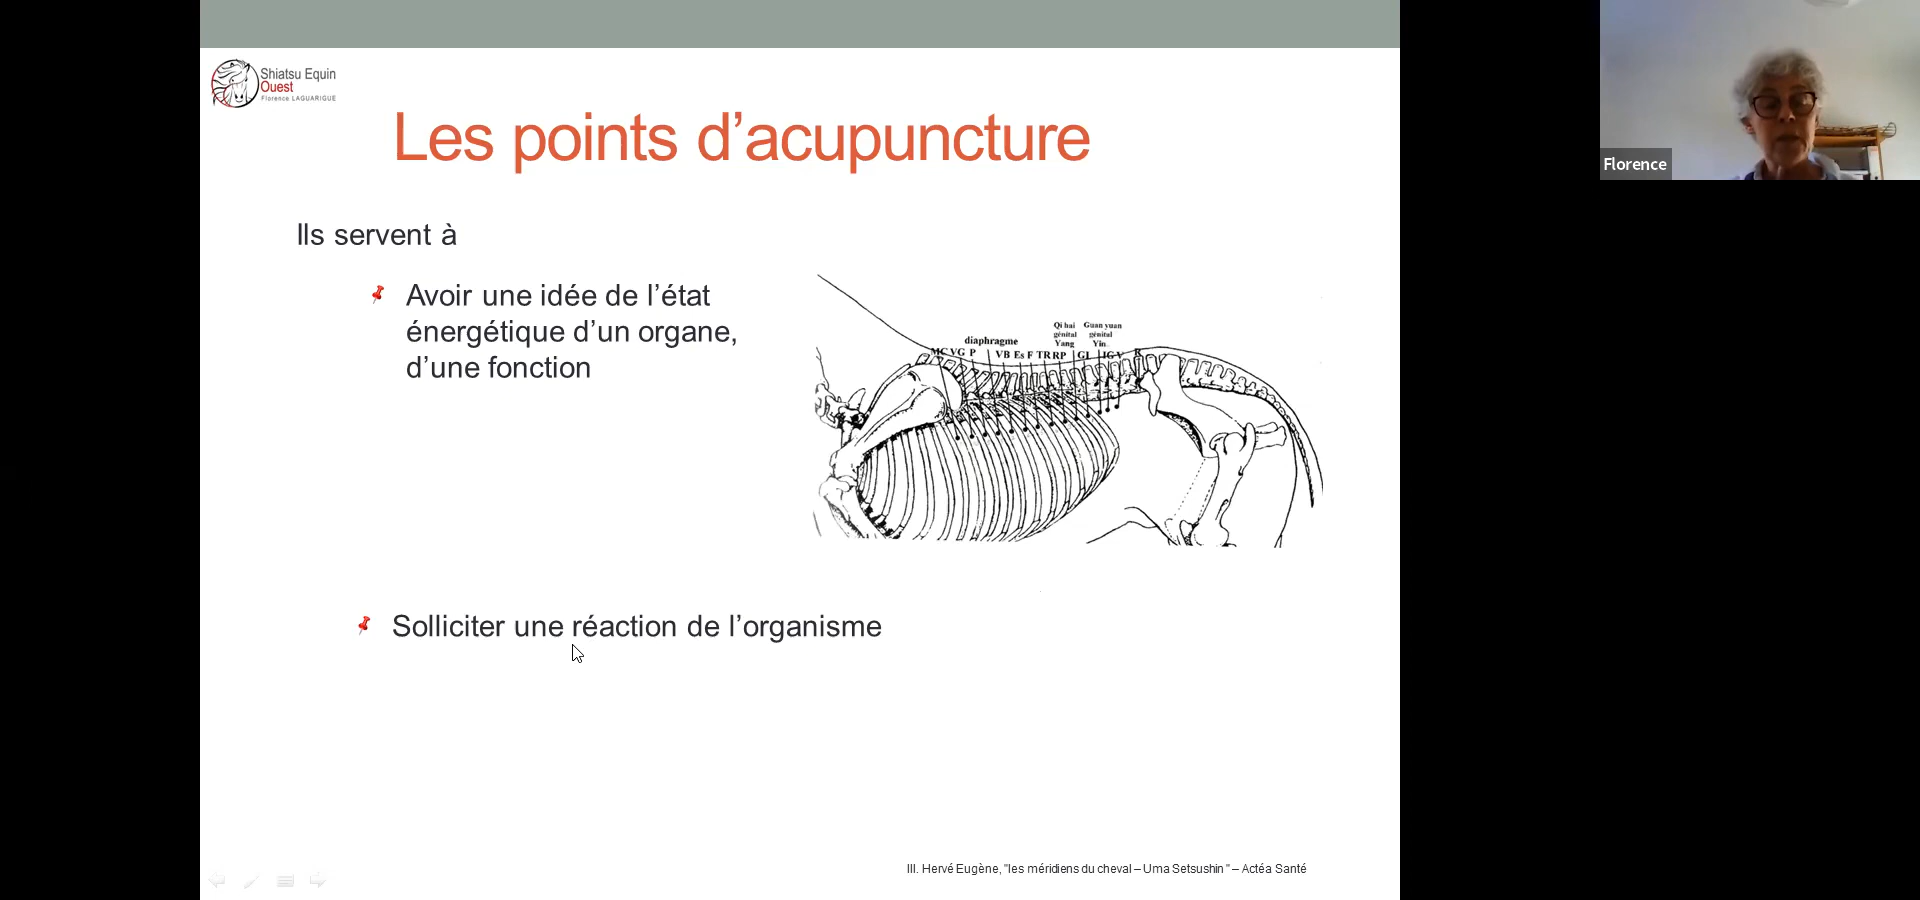 Shiatsu Equin
Ouest
Florence LAGUARIGUE
Les points d’acupuncture
Ils servent à
Avoir une idée de l’état
énergétique d’un organe,
d’une fonction
Qi hai
génital
Yang
Guan yuan
génital
Yin
diaphragme
MC VG P
VB Es F TR RP GI IG V R
Solliciter une réaction de l’organisme
Ill. Hervé Eugène, "les méridiens du cheval – Uma Setsushin" – Actéa Santé
Florence